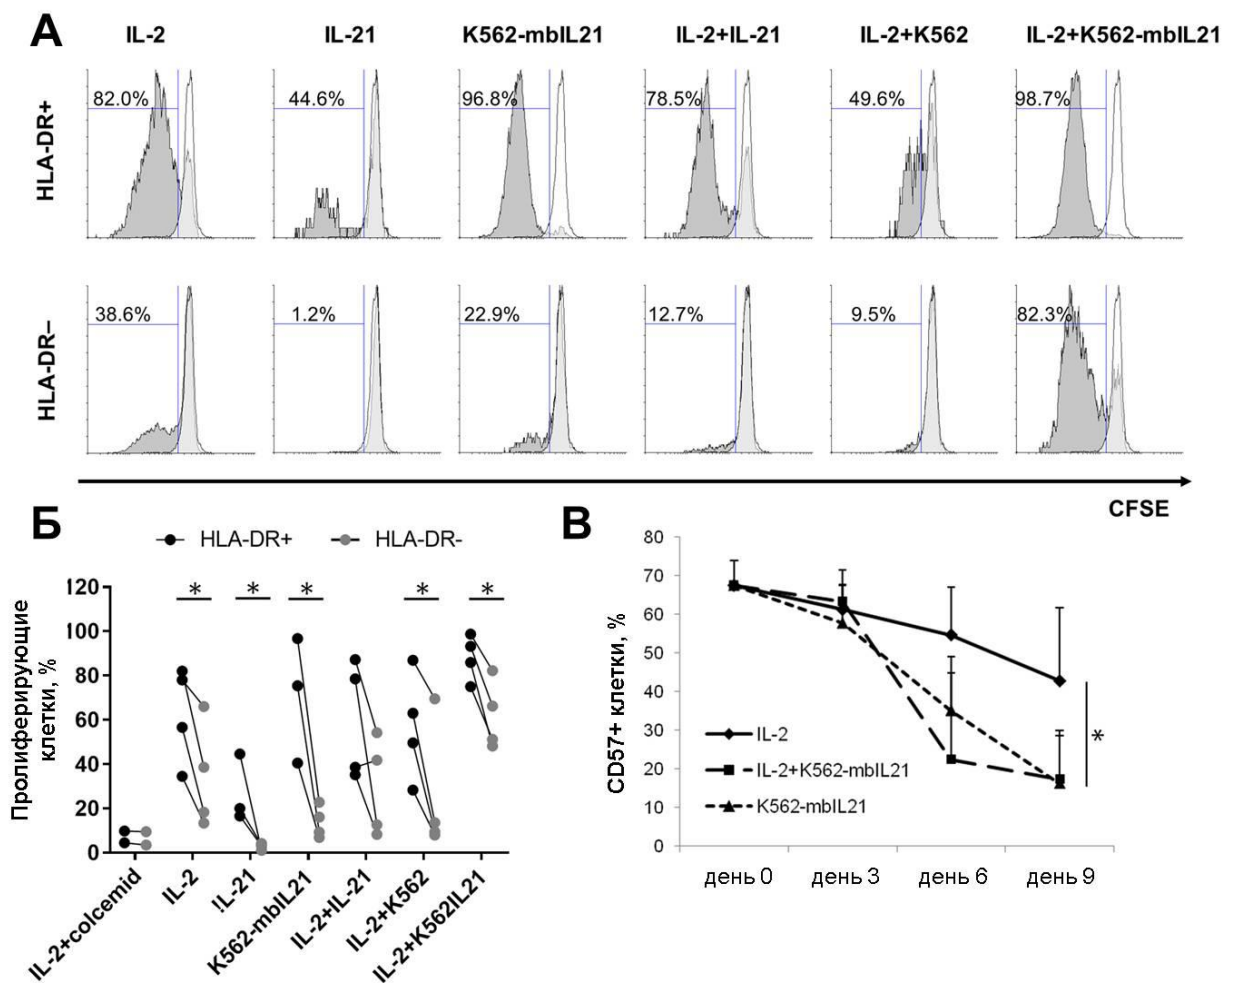 А
IL-2 IL-21 K562-mbIL21 IL-2+IL-21 IL-2+K562 IL-2+K562-mbIL21
HLA-DR+
82.0% 44.6% 96.8% 78.5% 49.6% 98.7%
HLA-DR–
38.6% 1.2% 22.9% 12.7% 9.5% 82.3%
CFSE
Б
HLA-DR+ HLA-DR-
Пролиферирующие
клетки, %
120
100
80
60
40
20
0
* * * * *
IL-2+colcemid
IL-2
!L-21
K562-mbIL21
IL-2+IL-21
IL-2+K562
IL-2+K562IL21
В
CD57+ клетки, %
80
70
60
50
40
30
20
10
0
IL-2
IL-2+K562-mbIL21
K562-mbIL21
*
день 0 день 3 день 6 день 9